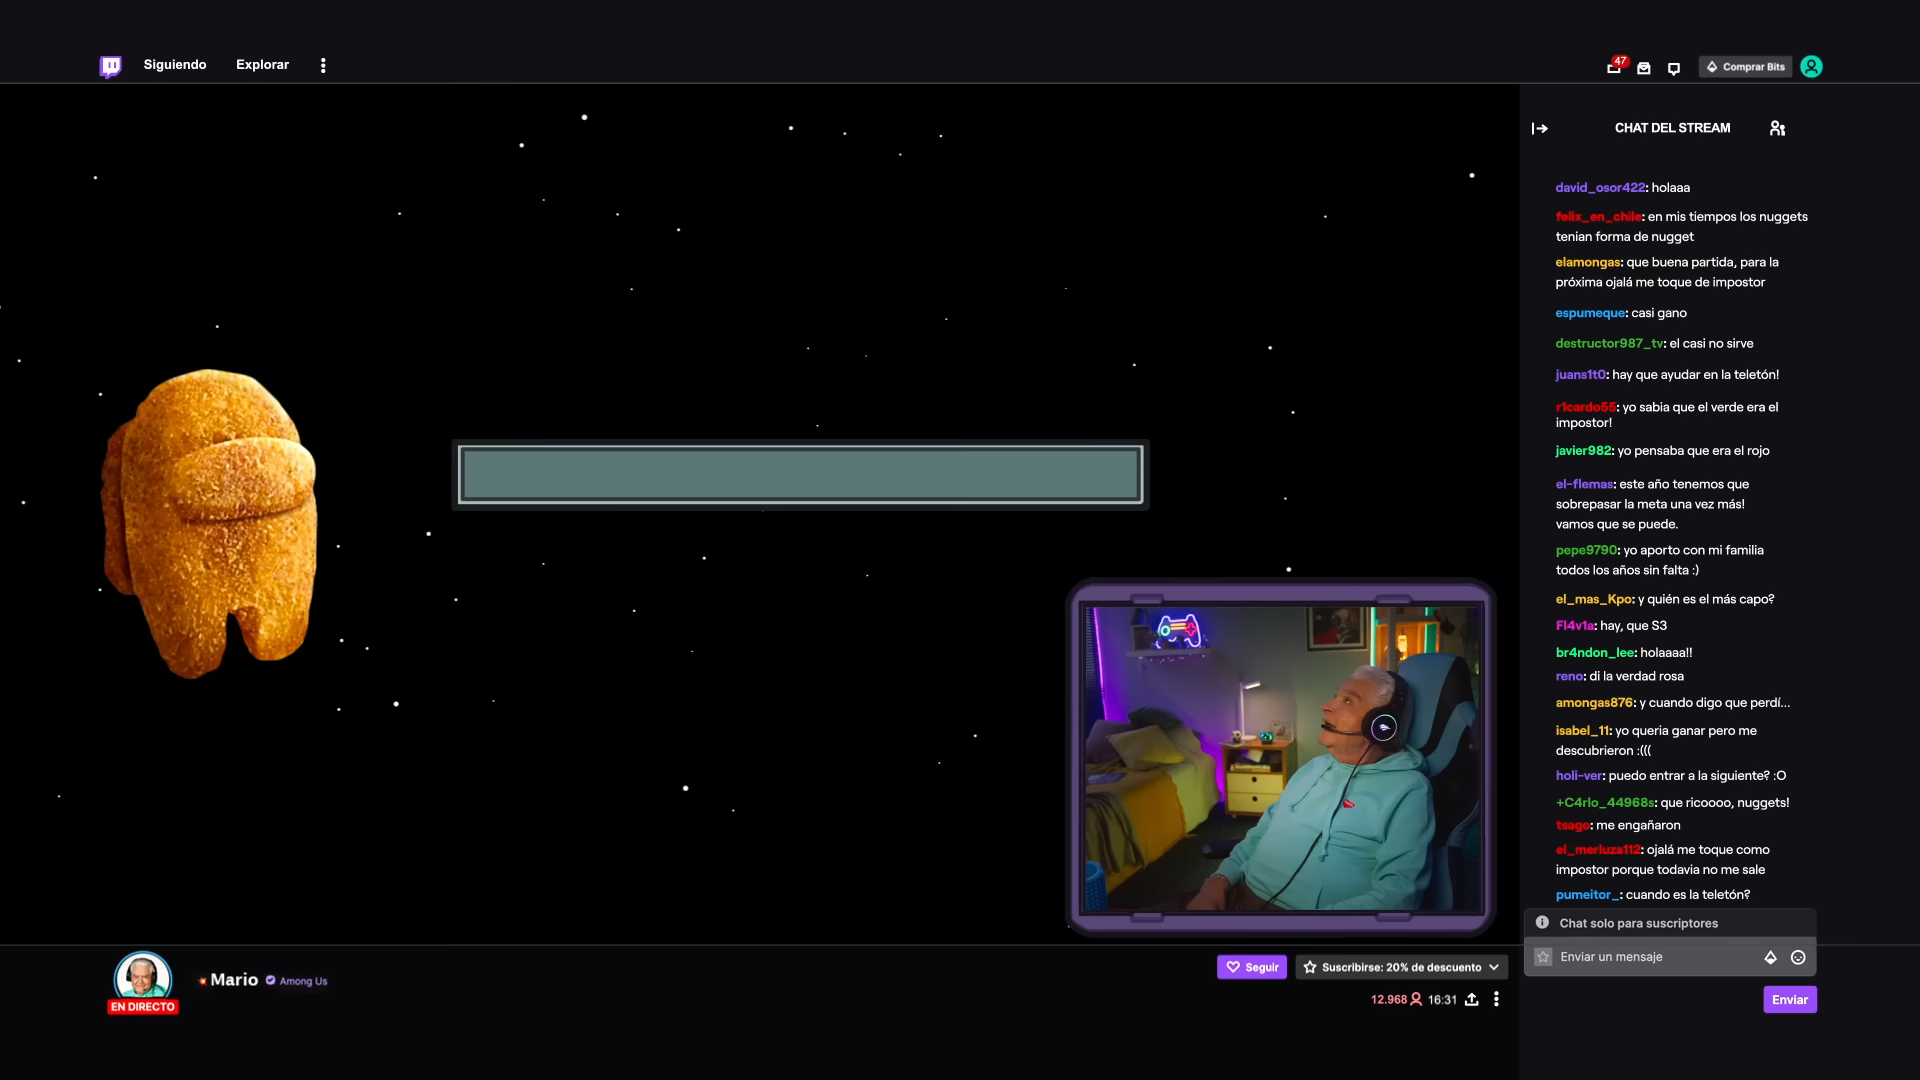 Siguiendo
Explorar
47
Comprar Bits
CHAT DEL STREAM
david_osor422: holaaa
felix_en_chile: en mis tiempos los nuggets
tenian forma de nugget
elamongas: que buena partida, para la
próxima ojalá me toque de impostor
espumeque: casi gano
destructor987_tv: el casi no sirve
juans1t0: hay que ayudar en la teletón!
r1cardo55: yo sabia que el verde era el
impostor!
javier982: yo pensaba que era el rojo
el-flemas: este año tenemos que
sobrepasar la meta una vez más!
vamos que se puede.
pepe9790: yo aporto con mi familia
todos los años sin falta :)
el_mas_Kpo: y quién es el más capo?
Fl4v1a: hay, que S3
br4ndon_lee: holaaaa!!
reno: di la verdad rosa
amongas876: y cuando digo que perdí...
isabel_11: yo queria ganar pero me
descubrieron :(((
holi-ver: puedo entrar a la siguiente? :O
+C4rlo_44968s: que ricoooo, nuggets!
tsago: me engañaron
el_merluza112: ojalá me toque como
impostor porque todavia no me sale
pumeitor_: cuando es la teletón?
Chat solo para suscriptores
Enviar un mensaje
Enviar
EN DIRECTO
Mario
Among Us
Seguir
Suscribirse: 20% de descuento
12.968
16:31